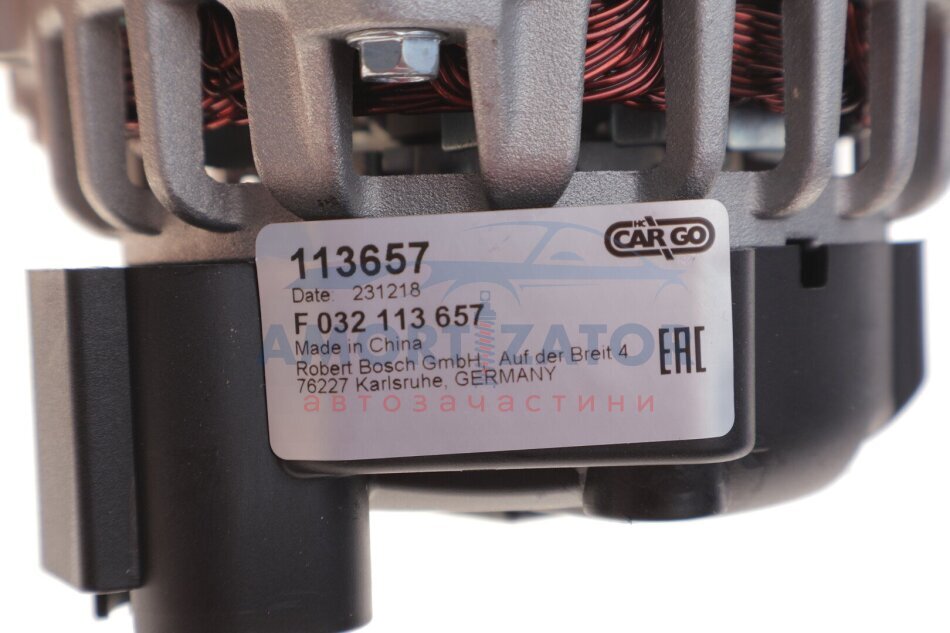 113657
HC
CARGO
Date: 231218
F 032 113 657
Made in China
Robert Bosch GmbH Auf der Breit 4
76227 Karlsruhe, GERMANY
EAC
AMORTIZATOR
автозачастини